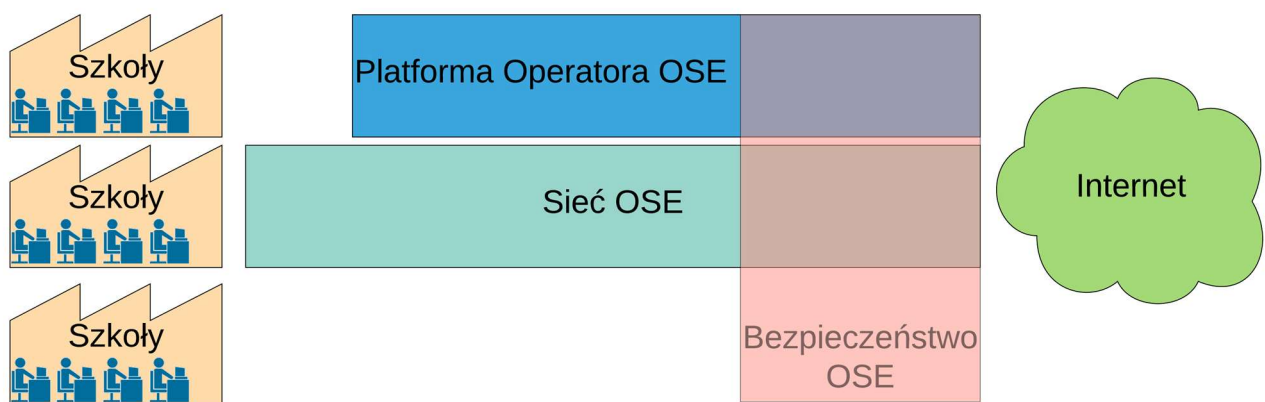 Szkoły
Platforma Operatora OSE
Szkoły
Sieć OSE
Internet
Szkoły
Bezpieczeństwo
OSE